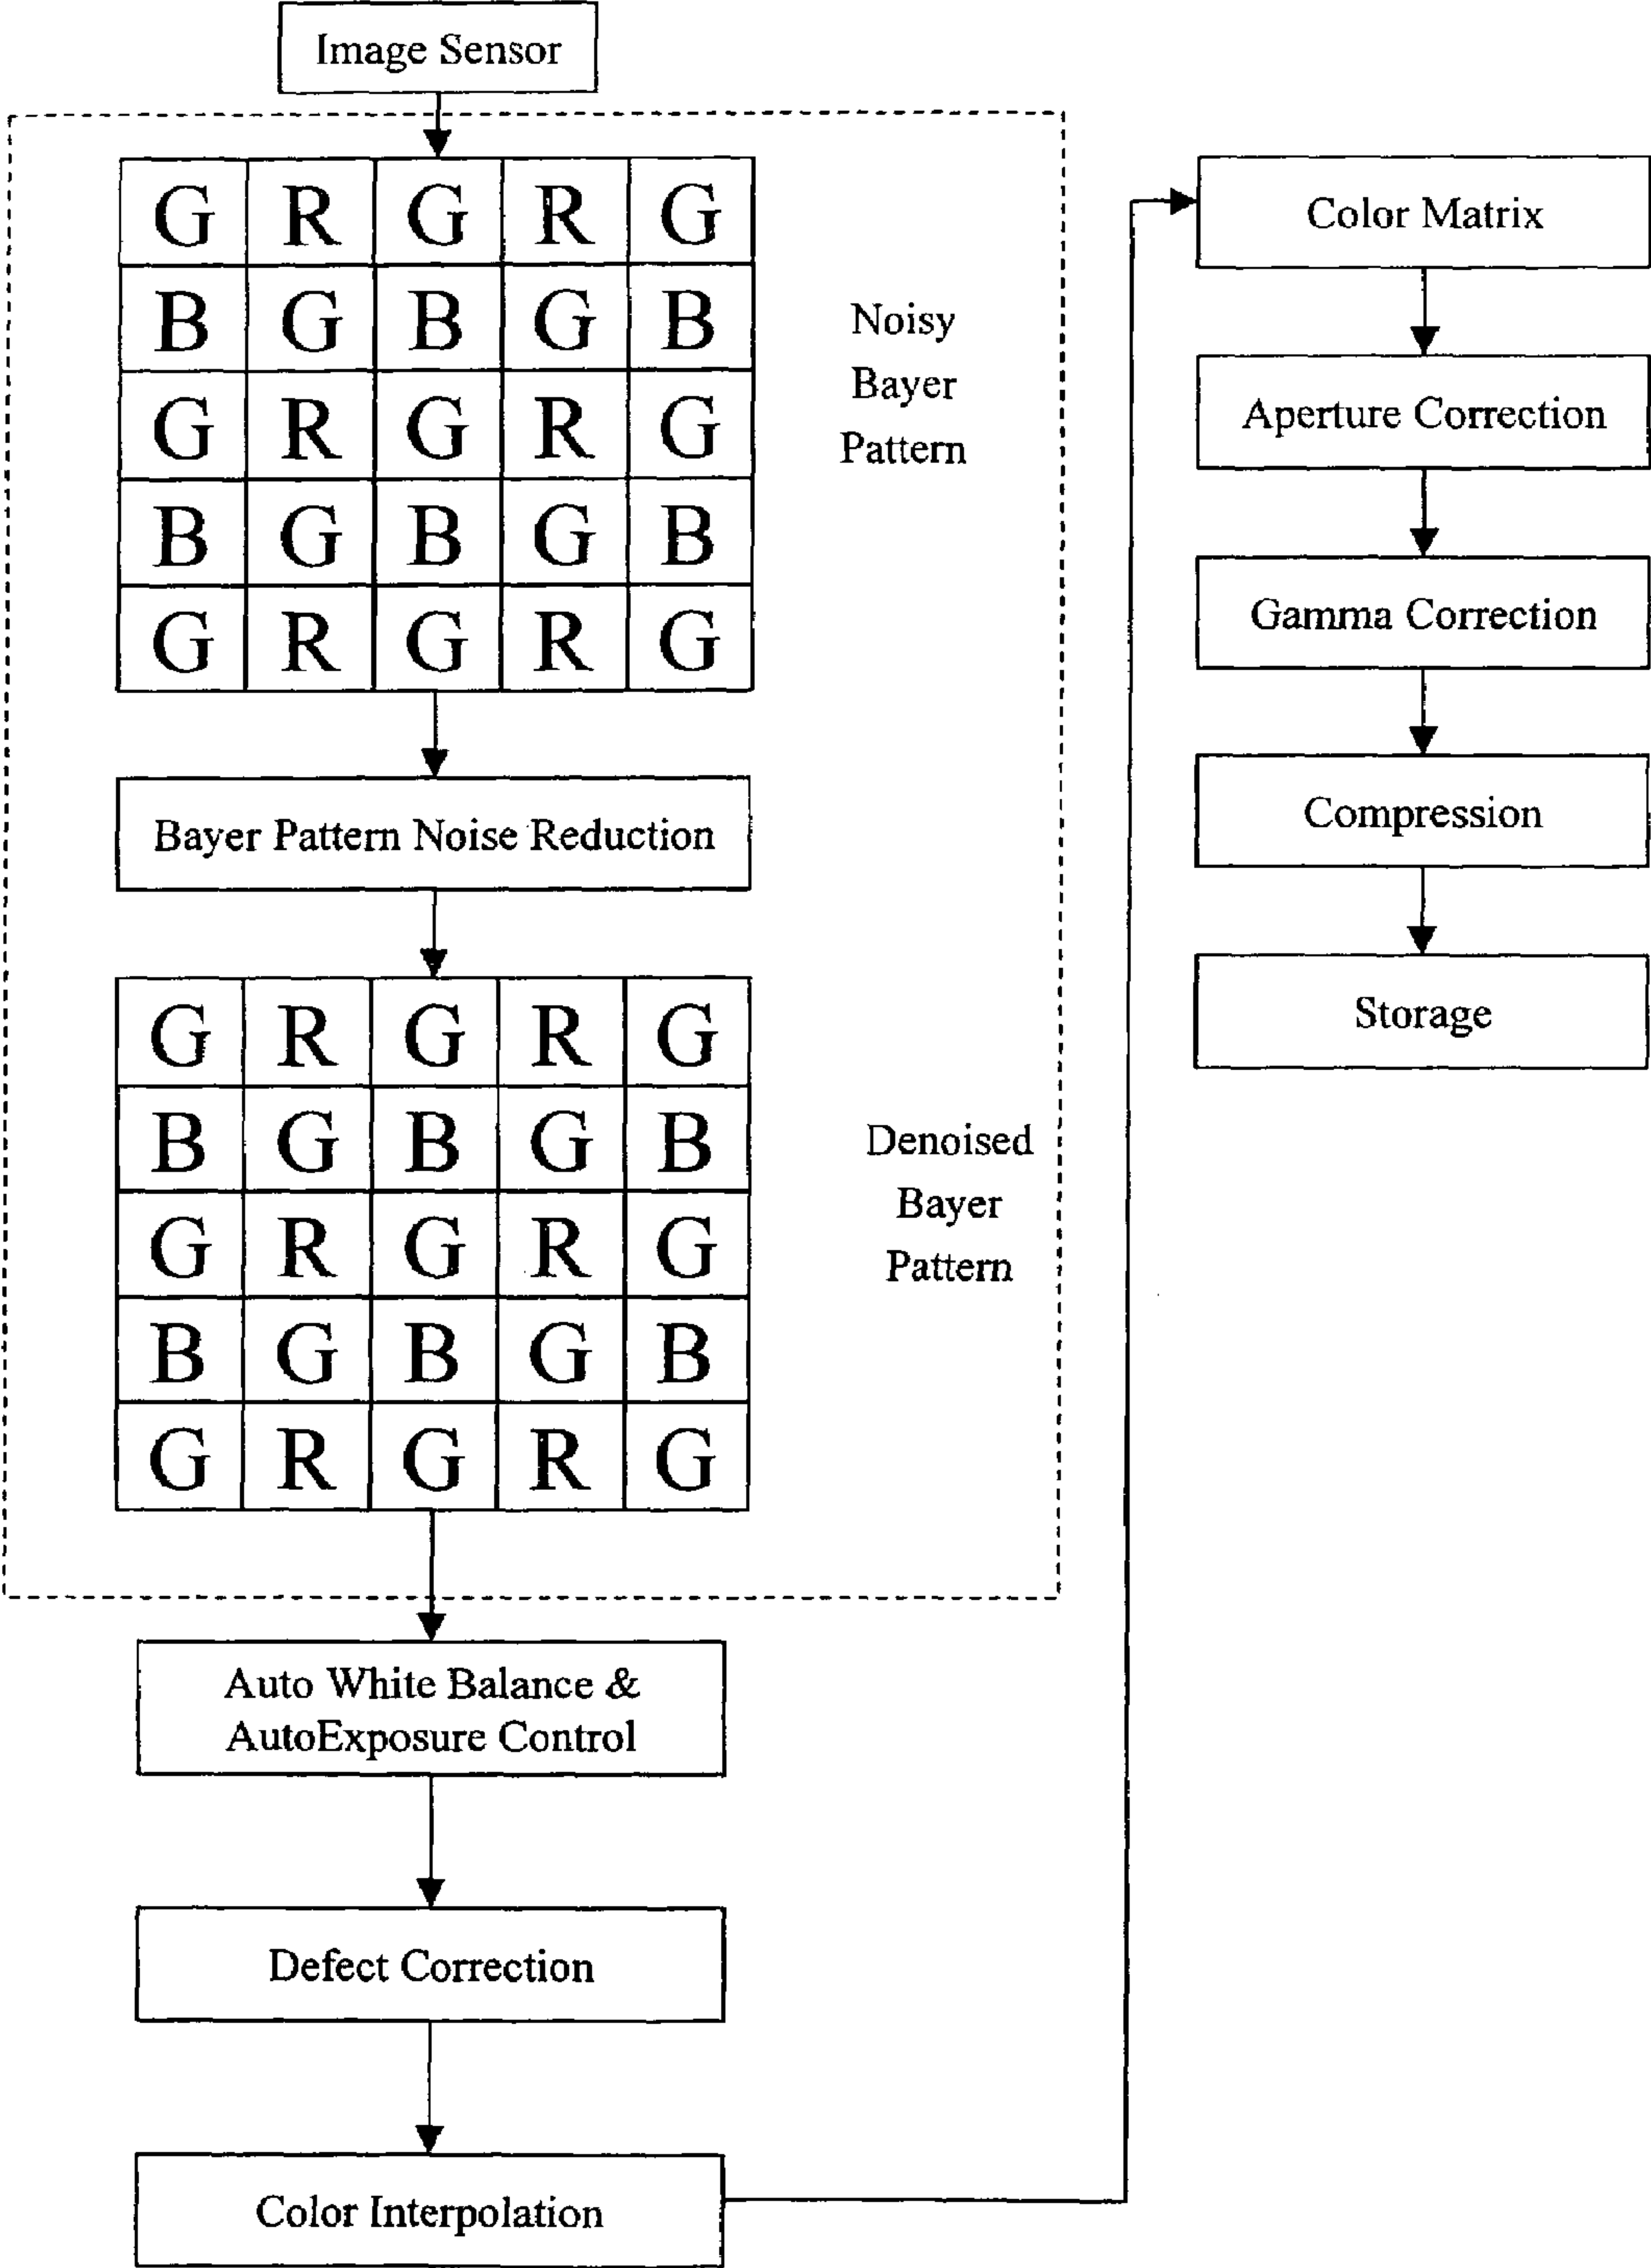 Image Sensor
G R G R G
B G B G B
G R G R G
B G B G B
G R G R G
Noisy
Bayer
Pattern
Bayer Pattern Noise Reduction
G R G R G
B G B G B
G R G R G
B G B G B
G R G R G
Denoised
Bayer
Pattern
Auto White Balance &
AutoExposure Control
Defect Correction
Color Interpolation
Color Matrix
Aperture Correction
Gamma Correction
Compression
Storage